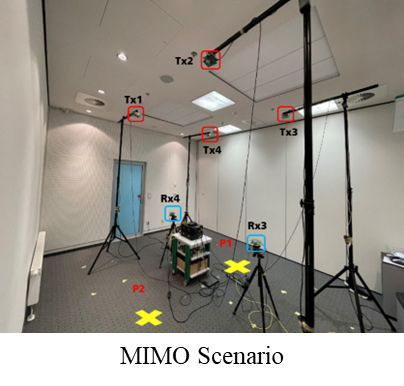 Tx2
Tx1
Tx3
Tx4
Rx4
P1
Rx3
P2
MIMO Scenario